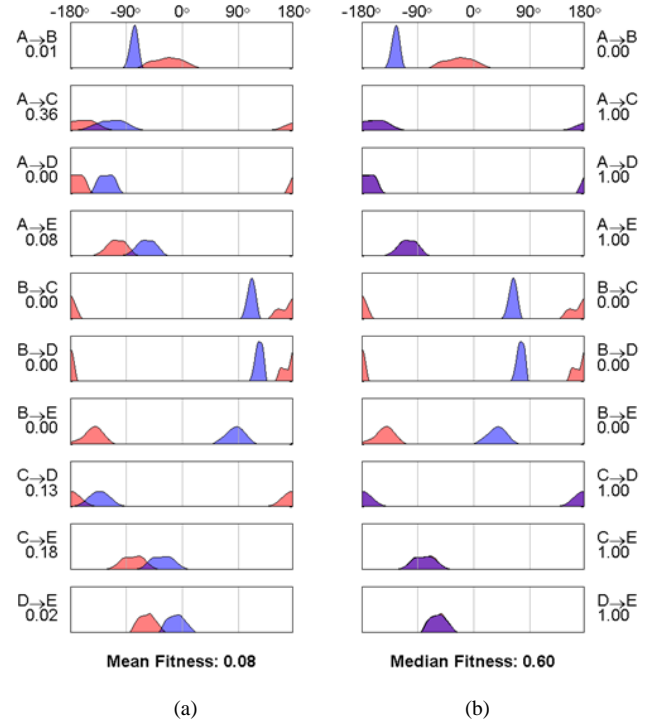 (a) (b)
-180° -90° 0° 90° 180° -180° -90° 0° 90° 180°
A→B A→B
0.01 0.00
A→C A→C
0.36 1.00
A→D A→D
0.00 1.00
A→E A→E
0.08 1.00
B→C B→C
0.00 0.00
B→D B→D
0.00 0.00
B→E B→E
0.00 0.00
C→D C→D
0.13 1.00
C→E C→E
0.18 1.00
D→E D→E
0.02 1.00
Mean Fitness: 0.08 Median Fitness: 0.60
(a) (b)